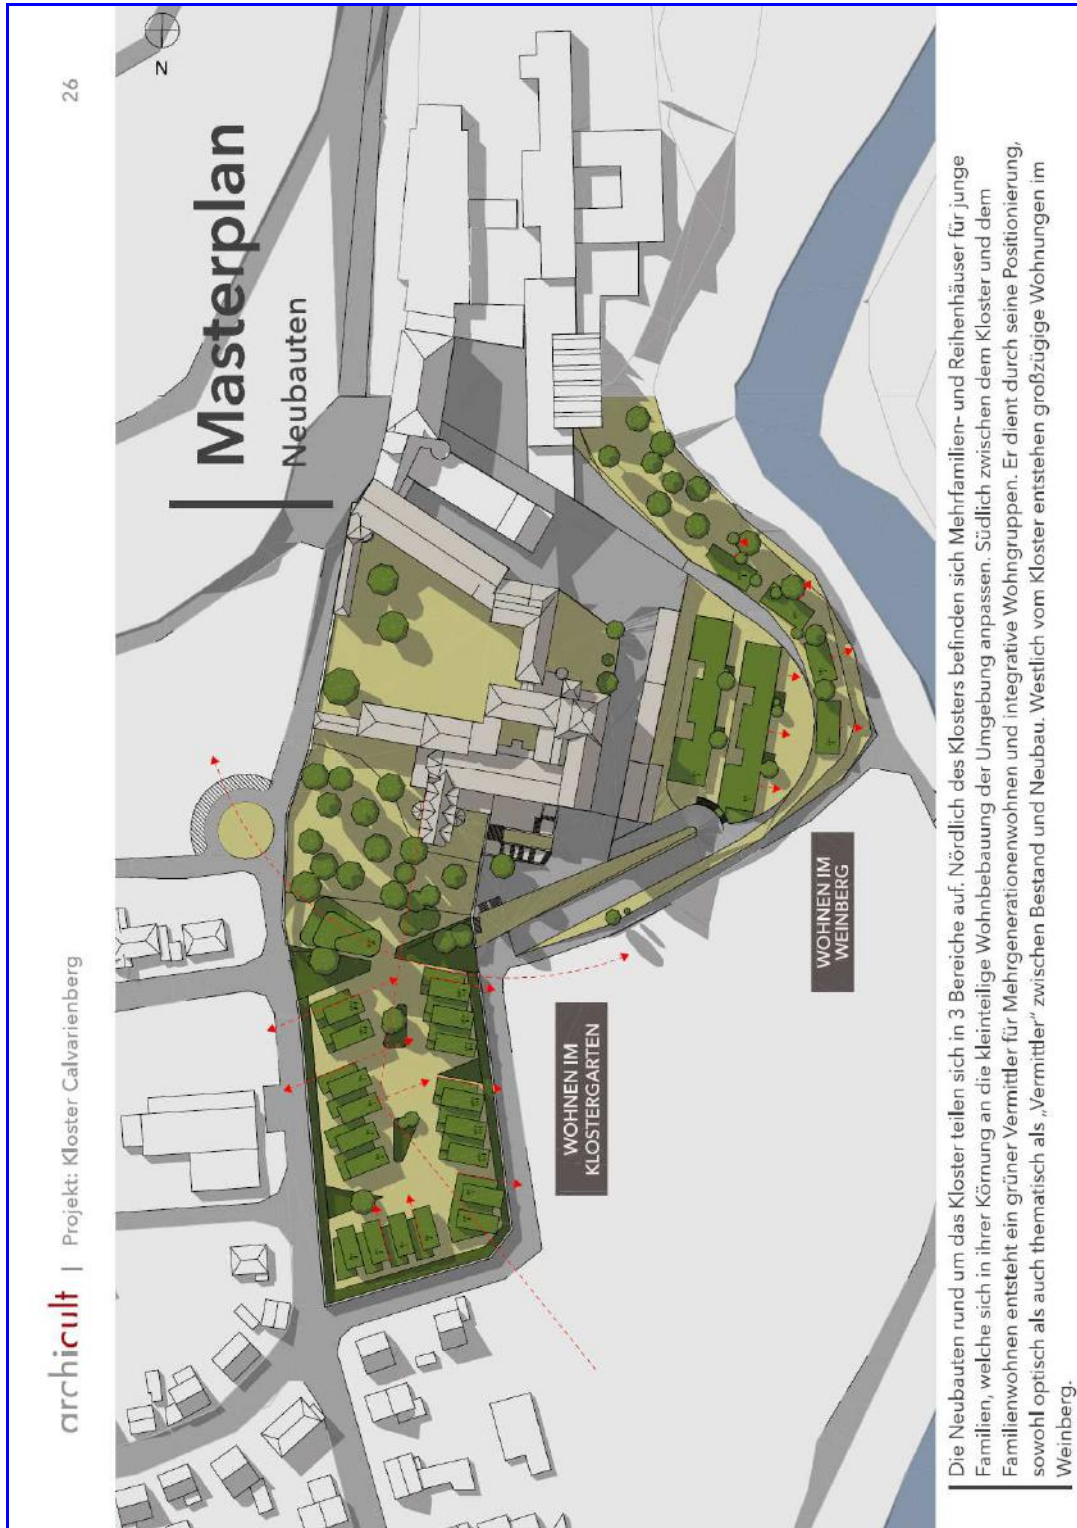 archicult | Projekt: Kloster Calvarienberg
26
Masterplan
Neubauten
N
WOHNEN IM
KLOSTERGARTEN
WOHNEN IM
WEINBERG
Die Neubauten rund um das Kloster teilen sich in 3 Bereiche auf. Nördlich des Klosters befinden sich Mehrfamilien- und Reihenhäuser für junge
Familien, welche sich in ihrer Körnung an die kleinteilige Wohnbebauung der Umgebung anpassen. Südlich zwischen dem Kloster und dem
Familienwohnen entsteht ein grüner Vermittler für Mehrgenerationenwohnen und integrative Wohngruppen. Er dient durch seine Positionierung,
sowohl optisch als auch thematisch als „Vermittler" zwischen Bestand und Neubau. Westlich vom Kloster entstehen großzügige Wohnungen im
Weinberg.